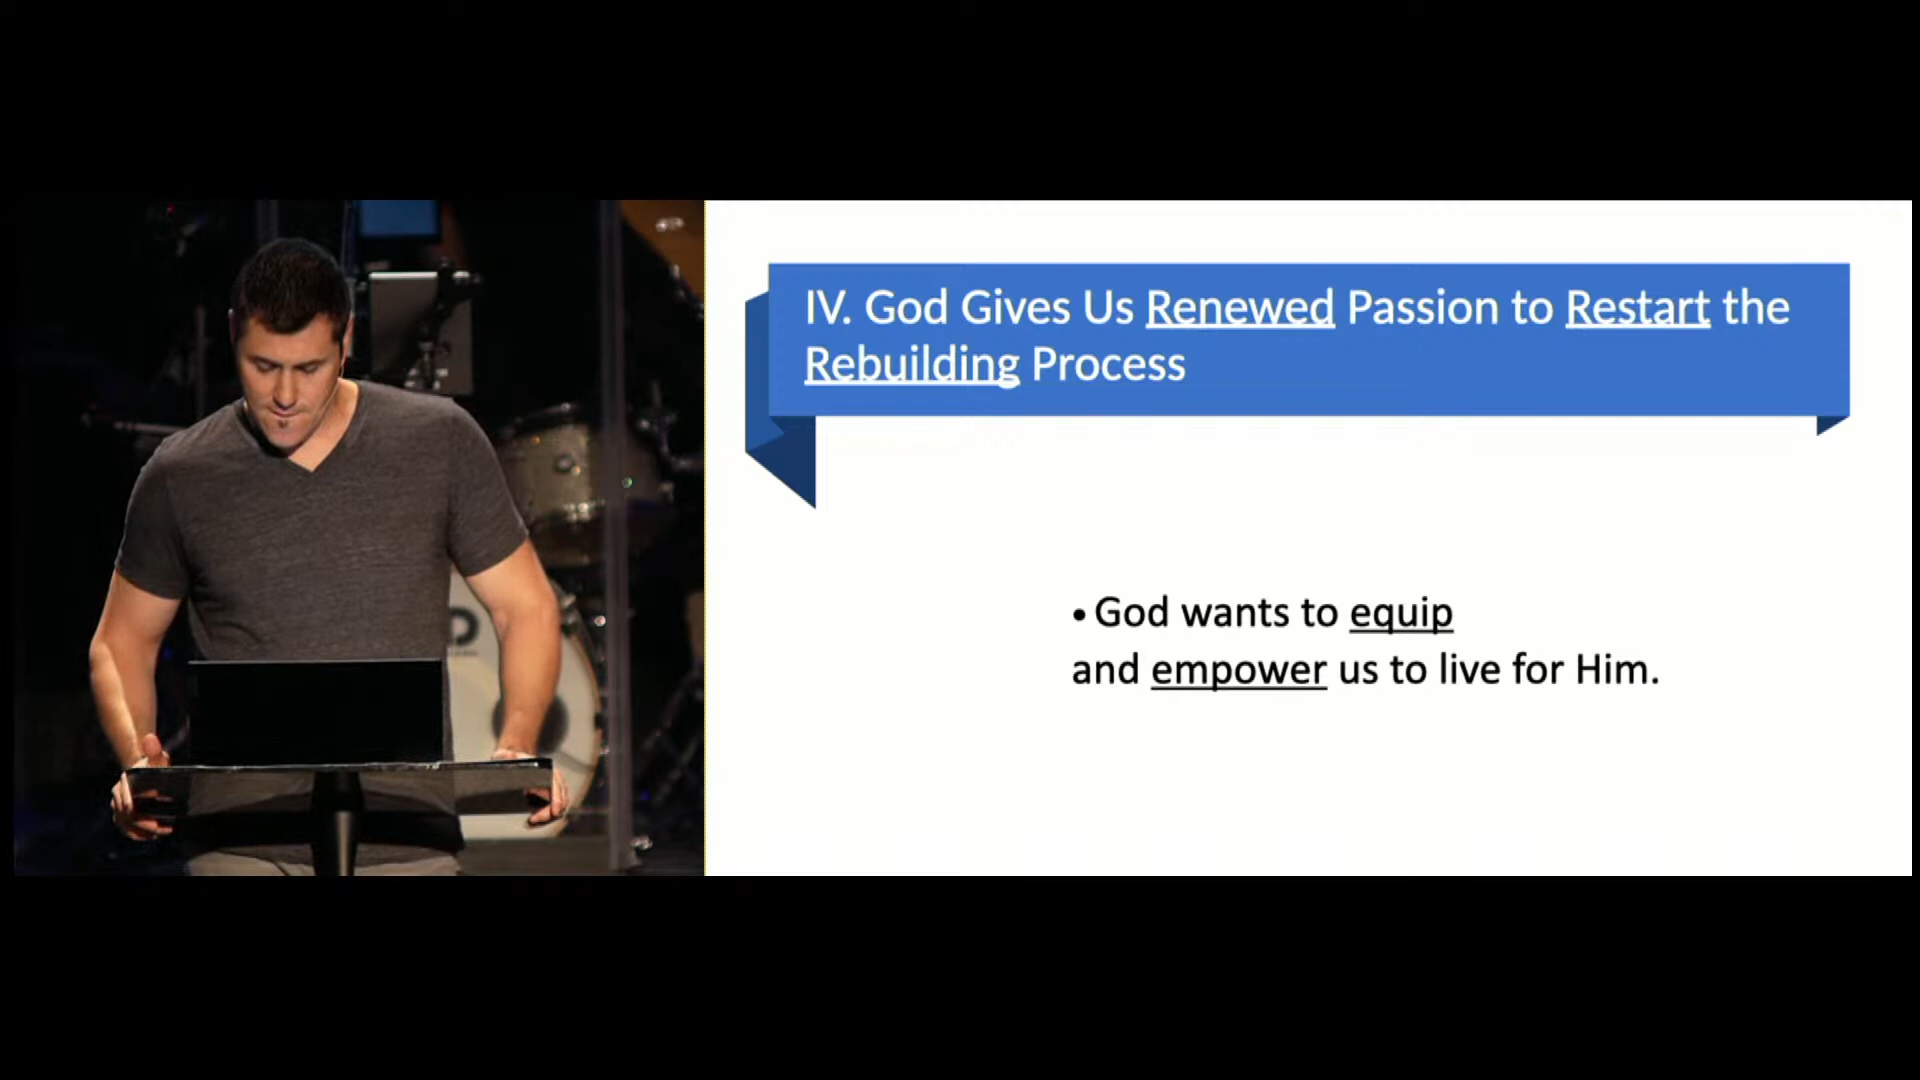 IV. God Gives Us Renewed Passion to Restart the
Rebuilding Process
• God wants to equip
and empower us to live for Him.